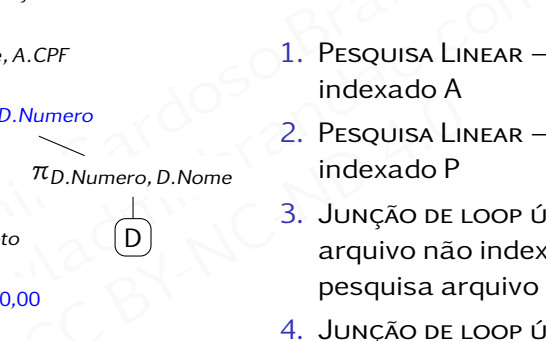 , A.CPF
D.Numero
πD.Numero, D.Nome
D
to
0,00
1. Pesquisa Linear –
indexado A
2. Pesquisa Linear –
indexado P
3. Junção de loop ú
arquivo não index
pesquisa arquivo
4. Junção de loop ú